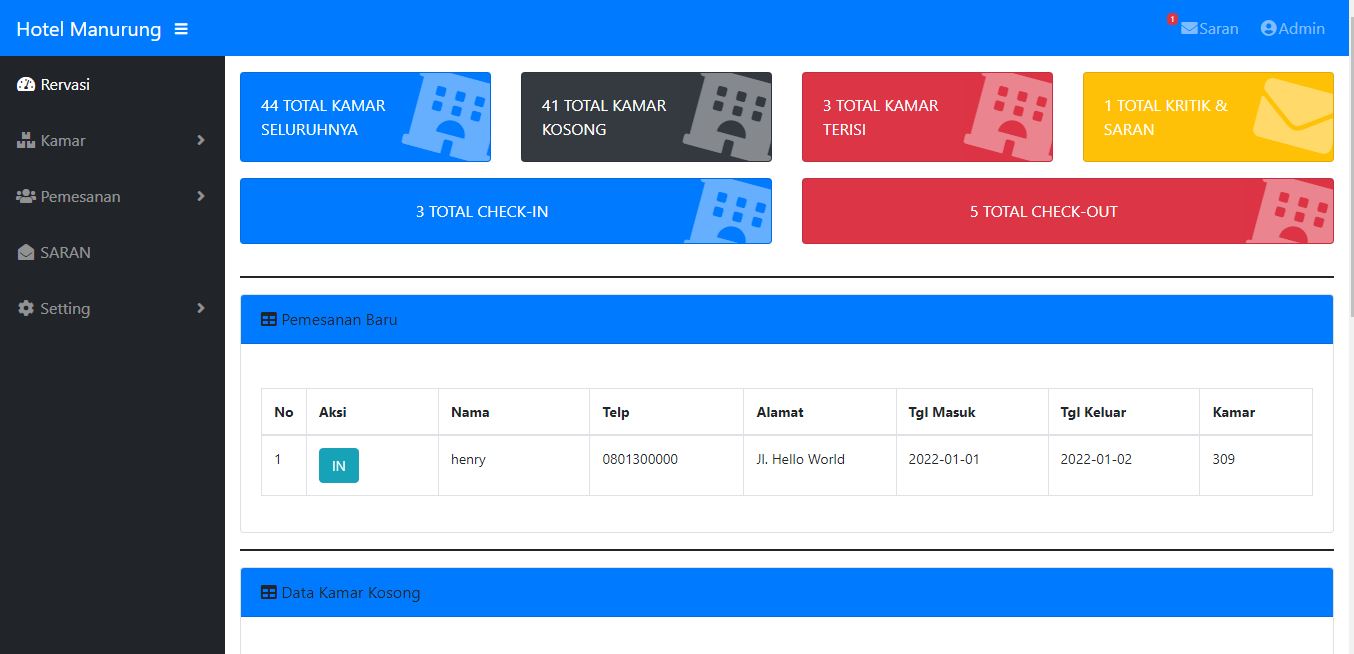 Hotel Manurung
1
Saran
Admin
Rervasi
Kamar
Pemesanan
SARAN
Setting
44 TOTAL KAMAR
SELURUHNYA
41 TOTAL KAMAR
KOSONG
3 TOTAL KAMAR
TERISI
1 TOTAL KRITIK &
SARAN
3 TOTAL CHECK-IN
5 TOTAL CHECK-OUT
Pemesanan Baru
No Aksi Nama Telp Alamat Tgl Masuk Tgl Keluar Kamar
1 IN henry 0801300000 Jl. Hello World 2022-01-01 2022-01-02 309
Data Kamar Kosong